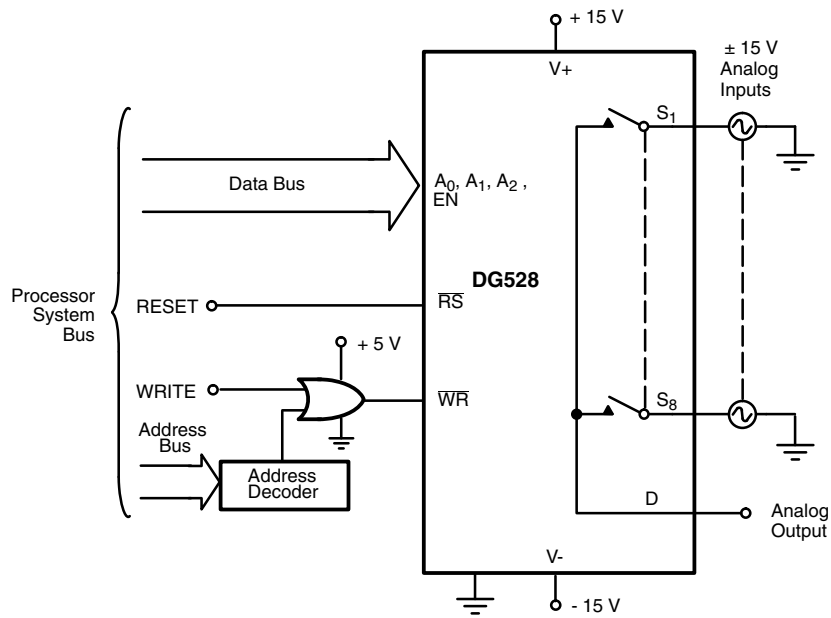 + 15 V
V+
± 15 V
Analog
Inputs
S1
Data Bus
A0, A1, A2 ,
EN
DG528
Processor
System
Bus
RESET
RS
+ 5 V
WRITE
WR
S8
Address
Bus
Address
Decoder
D
Analog
Output
V-
- 15 V